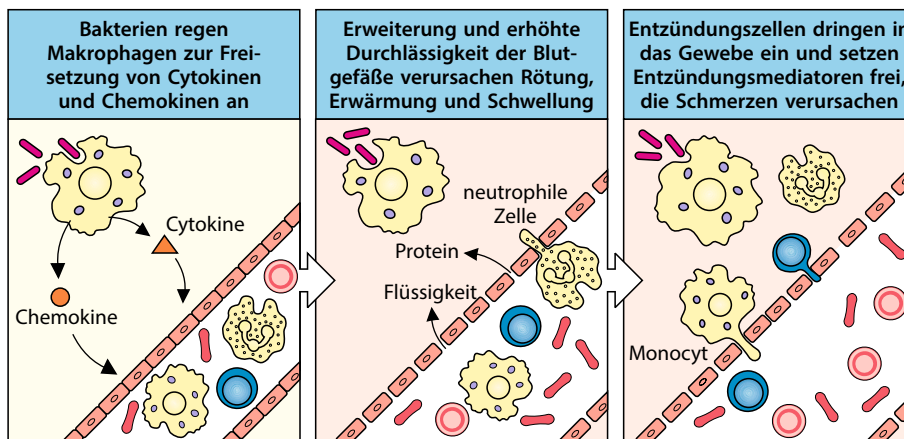 Bakterien regen
Makrophagen zur Frei-
setzung von Cytokinen
und Chemokinen an
Cytokine
Chemokine
Erweiterung und erhöhte
Durchlässigkeit der Blut-
gefäße verursachen Rötung,
Erwärmung und Schwellung
neutrophile
Zelle
Protein
Flüssigkeit
Entzündungszellen dringen in
das Gewebe ein und setzen
Entzündungsmediatoren frei,
die Schmerzen verursachen
Monocyt